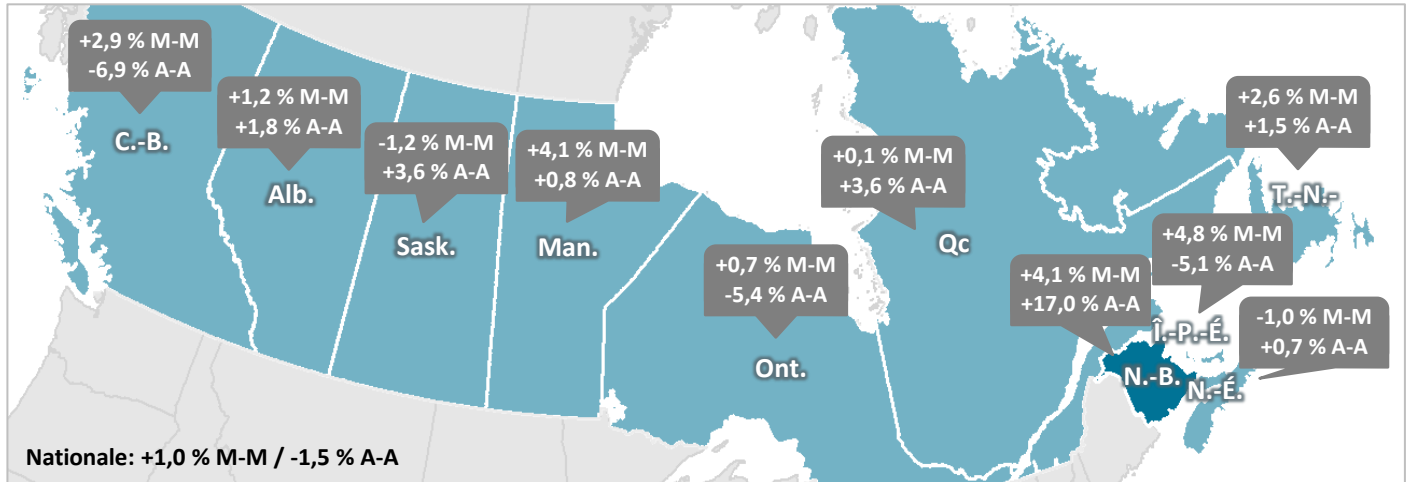 +2,9 % M-M
-6,9 % A-A
C.-B.
+1,2 % M-M
+1,8 % A-A
Alb.
-1,2 % M-M
+3,6 % A-A
Sask.
+4,1 % M-M
+0,8 % A-A
Man.
+0,7 % M-M
-5,4 % A-A
Ont.
+0,1 % M-M
+3,6 % A-A
Qc
+2,6 % M-M
+1,5 % A-A
T.-N.-
+4,8 % M-M
-5,1 % A-A
Î.-P.-É.
+4,1 % M-M
+17,0 % A-A
N.-B.
-1,0 % M-M
+0,7 % A-A
N.-É.
Nationale: +1,0 % M-M / -1,5 % A-A